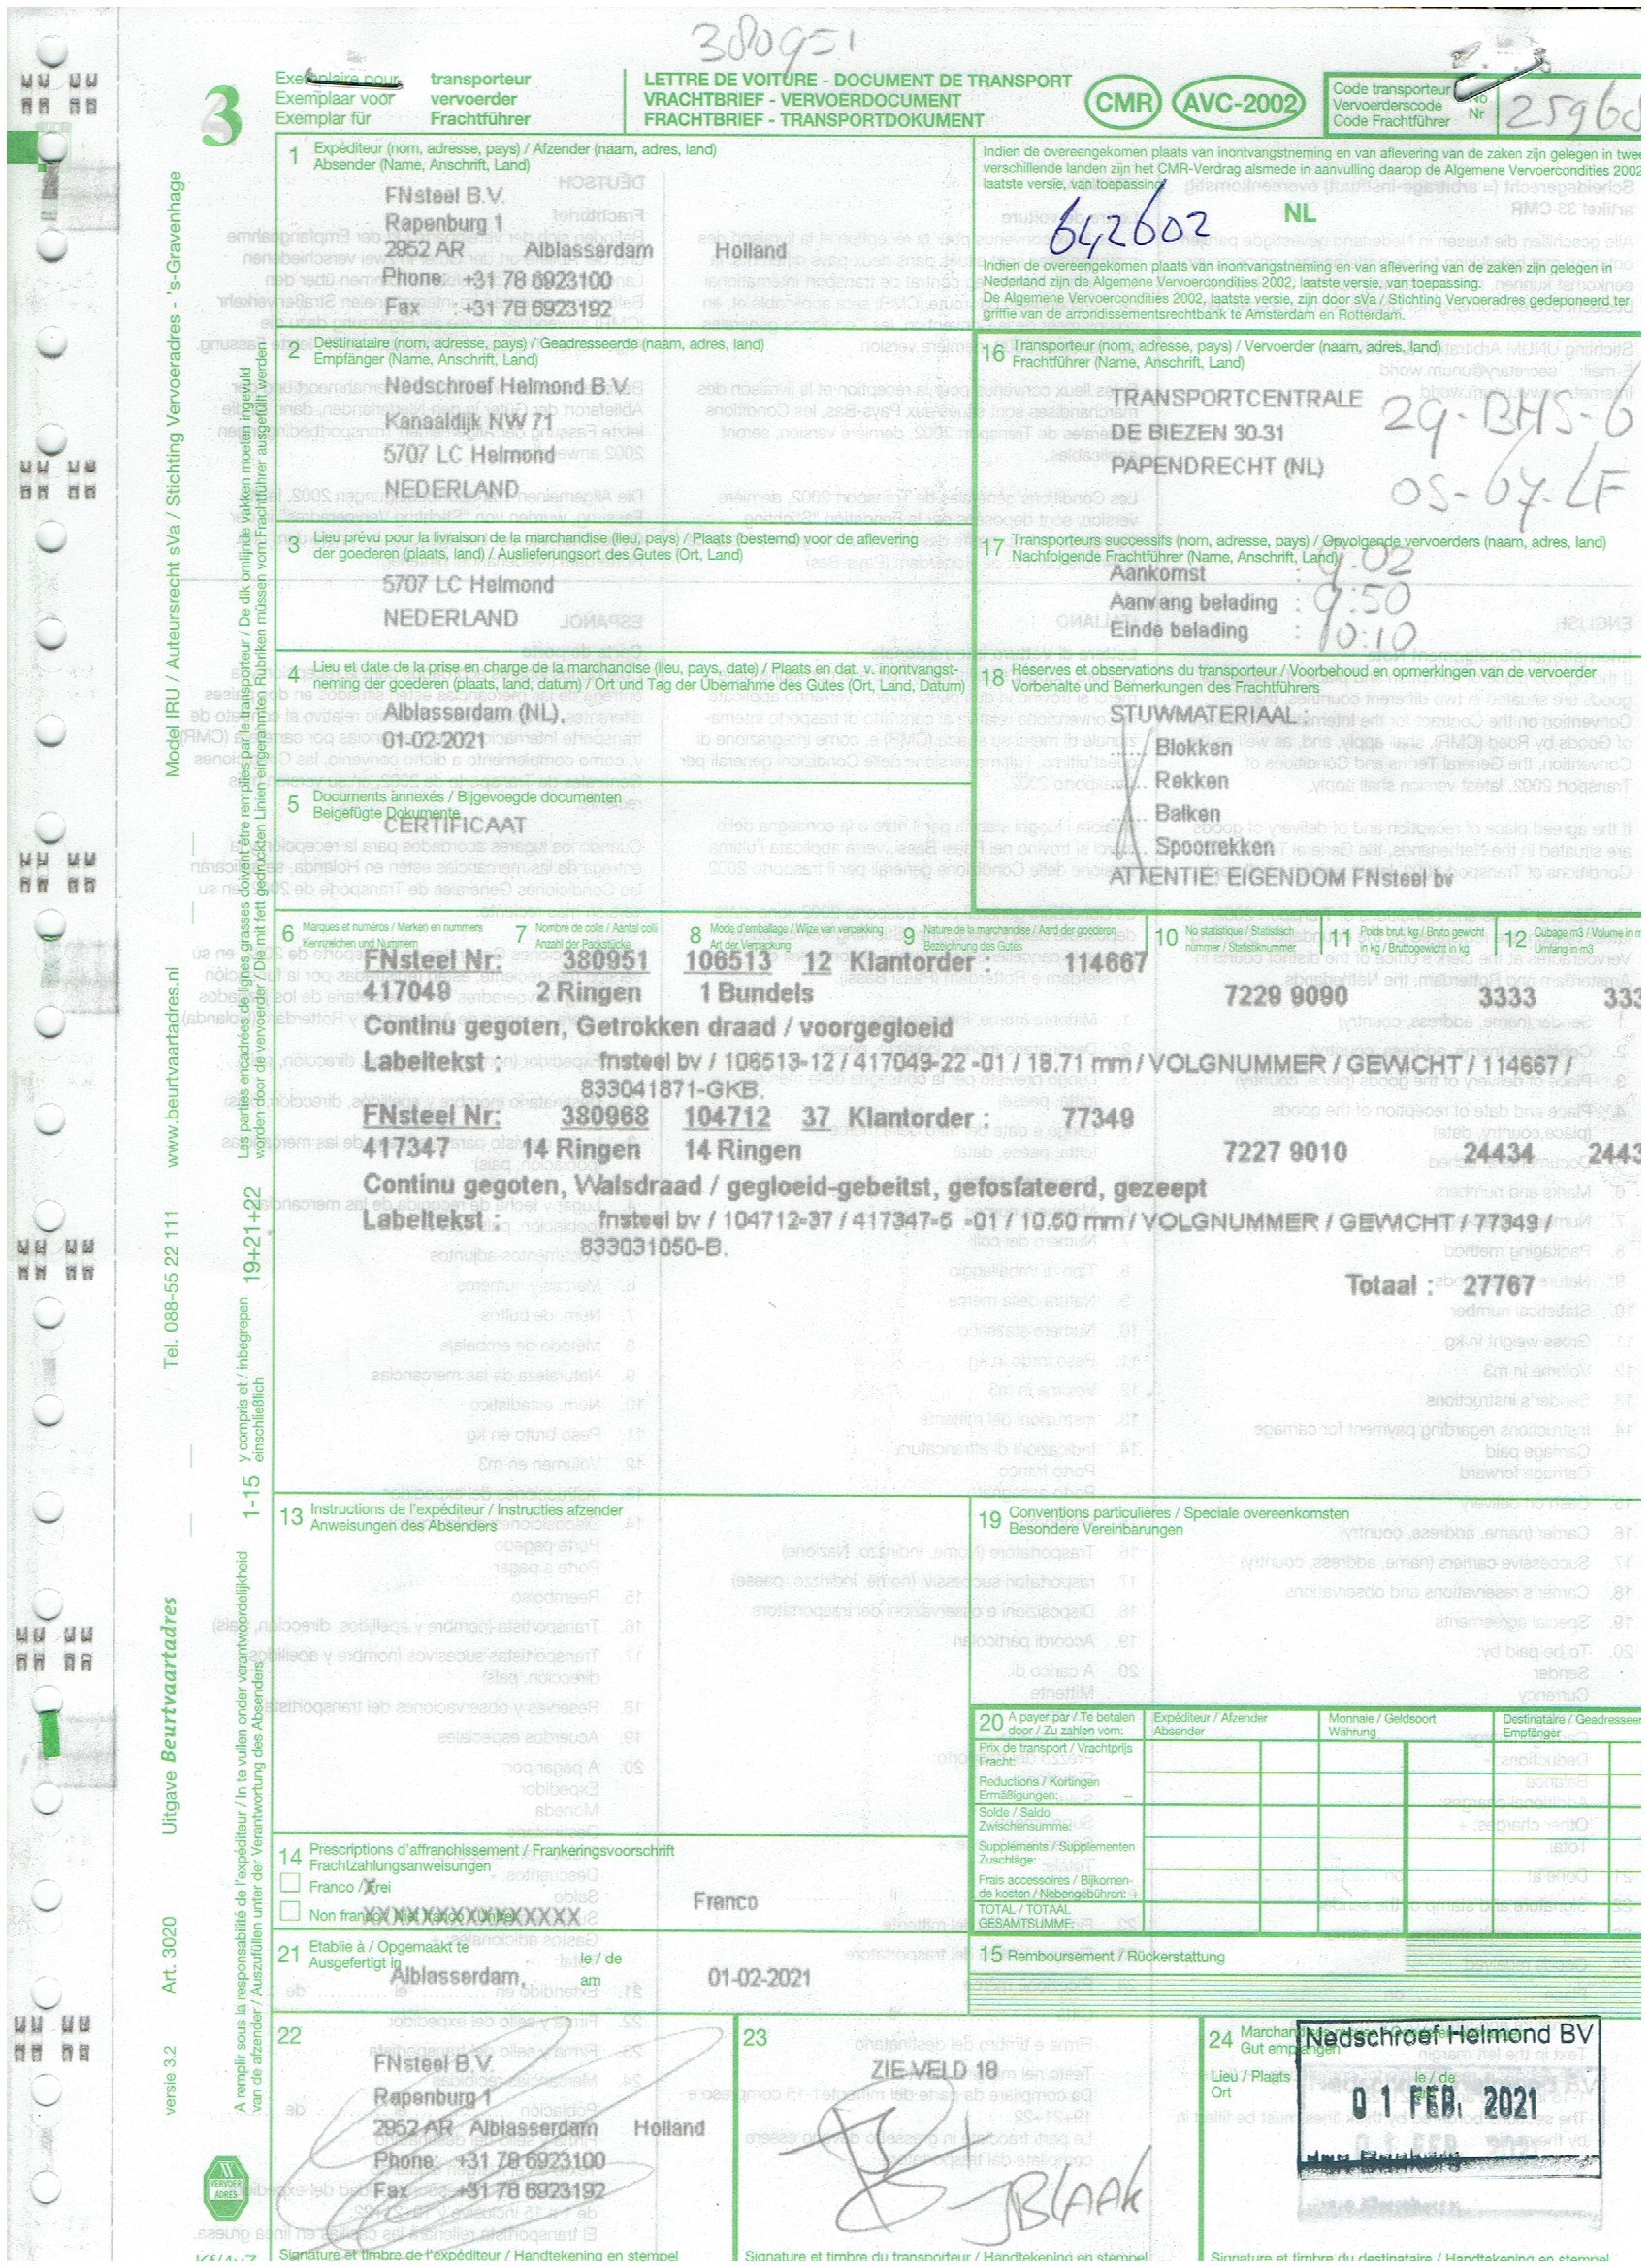 380951
3
Exemplaire pour transporteur
Exemplaar voor vervoerder
Exemplar für Frachtführer
LETTRE DE VOITURE - DOCUMENT DE TRANSPORT
VRACHTBRIEF - VERVOERDOCUMENT
FRACHTBRIEF - TRANSPORTDOKUMENT
CMR
AVC-2002
Code transporteur
Vervoerderscode
Code Frachtführer
No
Nr
1 Expéditeur (nom, adresse, pays) / Afzender (naam, adres, land)
Absender (Name, Anschrift, Land)
FNsteel B.V.
Rapenburg 1
2952 AR Alblasserdam Holland
Phone: +31 78 6923100
Fax : +31 78 6923192
Indien de overeengekomen plaats van inontvangstneming en van aflevering van de zaken zijn gelegen in twee
verschillende landen zijn het CMR-Verdrag alsmede in aanvulling daarop de Algemene Vervoercondities 2002,
laatste versie, van toepassing.
NL
642602
Indien de overeengekomen plaats van inontvangstneming en van aflevering van de zaken zijn gelegen in
Nederland zijn de Algemene Vervoercondities 2002, laatste versie, van toepassing.
De Algemene Vervoercondities 2002, laatste versie, zijn door sVa / Stichting Vervoeradres gedeponeerd ter
griffie van de arrondissementsrechtbank te Amsterdam en Rotterdam.
2 Destinataire (nom, adresse, pays) / Geadresseerde (naam, adres, land)
Empfänger (Name, Anschrift, Land)
Nedschroef Helmond B.V.
Kanaaldijk NW 71
5707 LC Helmond
NEDERLAND
16 Transporteur (nom, adresse, pays) / Vervoerder (naam, adres, land)
Frachtführer (Name, Anschrift, Land)
TRANSPORTCENTRALE
DE BIEZEN 30-31
PAPENDRECHT (NL)
29-BHS-6
OS-67-LF
3 Lieu prévu pour la livraison de la marchandise (lieu, pays) / Plaats (bestemd) voor de aflevering
der goederen (plaats, land) / Auslieferungsort des Gutes (Ort, Land)
5707 LC Helmond
NEDERLAND
17 Transporteurs successifs (nom, adresse, pays) / Opvolgende vervoerders (naam, adres, land)
Nachfolgende Frachtführer (Name, Anschrift, Land)
Aankomst : 9:02
Aanvang belading : 9:50
Einde belading : 10:10
4 Lieu et date de la prise en charge de la marchandise (lieu, pays, date) / Plaats en dat. v. inontvangst-
neming der goederen (plaats, land, datum) / Ort und Tag der Übernahme des Gutes (Ort, Land, Datum)
Alblasserdam (NL),
01-02-2021
18 Réserves et observations du transporteur / Voorbehoud en opmerkingen van de vervoerder
Vorbehalte und Bemerkungen des Frachtführers
STUWMATERIAAL
...... Blokken
...... Rekken
...... Balken
...... Spoorrekken
ATTENTIE: EIGENDOM FNsteel bv
5 Documents annexés / Bijgevoegde documenten
Beigefügte Dokumente
CERTIFICAAT
6 Marques et numéros / Merken en nummers
Kennzeichen und Nummern
7 Nombre de colis / Aantal colli
Anzahl der Packstücke
8 Mode d'emballage / Wijze van verpakking
Art der Verpackung
9 Nature de la marchandise / Aard der goederen
Bezeichnung des Gutes
10 No statistique / Statistisch
nummer / Statistiknummer
11 Poids brut, kg / Bruto gewicht
in kg / Bruttogewicht in kg
12 Cubage m3 / Volume in m
Umfang in m3
FNsteel Nr: 380951 106513 12 Klantorder : 114667
417049 2 Ringen 1 Bundels 7229 9090 3333 333
Continu gegoten, Getrokken draad / voorgegloeid
Labeltekst : fnsteel bv / 106513-12 / 417049-22 -01 / 18.71 mm / VOLGNUMMER / GEWICHT / 114667 /
833041871-GKB.
FNsteel Nr: 380968 104712 37 Klantorder : 77349
417347 14 Ringen 14 Ringen 7227 9010 24434 2443
Continu gegoten, Walsdraad / gegloeid-gebeitst, gefosfateerd, gezeept
Labeltekst : fnsteel bv / 104712-37 / 417347-5 -01 / 10.50 mm / VOLGNUMMER / GEWICHT / 77349 /
833031050-B.
Totaal : 27767
13 Instructions de l'expéditeur / Instructies afzender
Anweisungen des Absenders
19 Conventions particulières / Speciale overeenkomsten
Besondere Vereinbarungen
20 A payer par / Te betalen
door / Zu zahlen vom:
Expéditeur / Afzender
Absender
Monnaie / Geldsoort
Währung
Destinataire / Geadresseer
Empfänger
Prix de transport / Vrachtprijs
Fracht:
Reductions / Kortingen
Ermäßigungen: –
Solde / Saldo
Zwischensumme:
Suppléments / Supplementen
Zuschläge:
Frais accessoires / Bijkomen-
de kosten / Nebengebühren: +
TOTAL / TOTAAL
GESAMTSUMME:
14 Prescriptions d'affranchissement / Frankeringsvoorschrift
Frachtzahlungsanweisungen
Franco / Frei
Non franco / Niet franco / Unfrei
XXXXXXXXXXXXXXX
Franco
21 Etablie à / Opgemaakt te
Ausgefertigt in
Alblasserdam,
le / de
am
01-02-2021
15 Remboursement / Rückerstattung
22
FNsteel B.V.
Rapenburg 1
2952 AR Alblasserdam Holland
Phone: +31 78 6923100
Fax +31 78 6923192
Signature et timbre de l'expéditeur / Handtekening en stempel
23
ZIE VELD 18
JBLAAK
Signature et timbre du transporteur / Handtekening en stempel
24
Gut empfangen
Lieu / Plaats
Ort
le / de
Nedschroef Helmond BV
01 FEB. 2021
Signature et timbre du destinataire / Handtekening en stempel
Model IRU / Auteursrecht sVa / Stichting Vervoeradres - 's-Gravenhage
www.beurtvaartadres.nl
Tel. 088-55 22 111
Uitgave Beurtvaartadres
Art. 3020
versie 3.2
Les parties encadrées de lignes grasses doivent être remplies par le transporteur / De dik omlijnde vakken moeten ingevuld
worden door de vervoerder / Die mit fett gedruckten Linien eingerahmten Rubriken müssen vom Frachtführer ausgefüllt werden
19+21+22
y compris et / inbegrepen
einschließlich
1-15
A remplir sous la responsabilité de l'expéditeur / In te vullen onder verantwoordelijkheid
van de afzender / Auszufüllen unter der Verantwortung des Absenders
VERVOER
ADRES